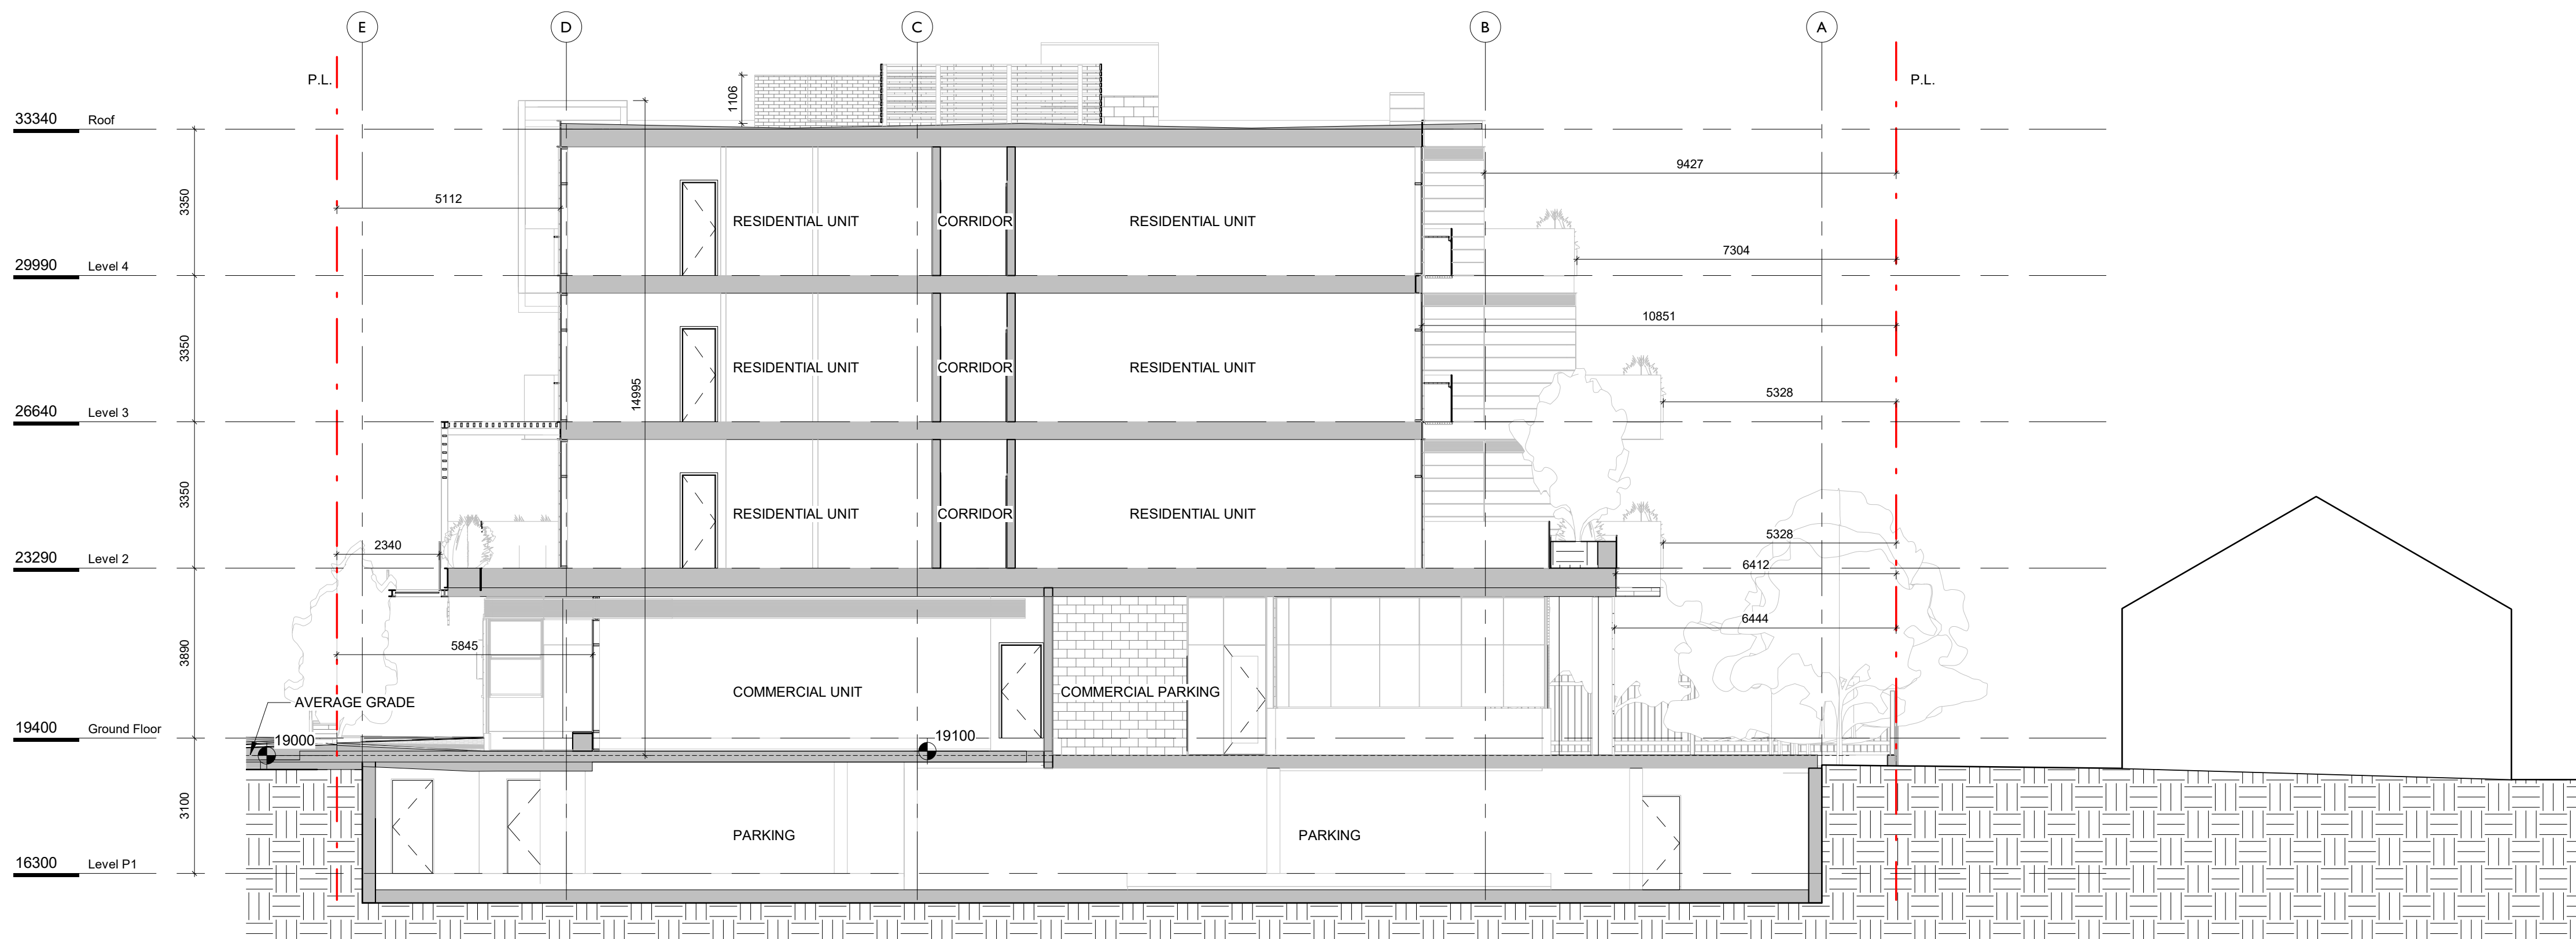 E
D
C
B
A
P.L.
P.L.
1106
33340 Roof
9427
3350
5112
RESIDENTIAL UNIT
CORRIDOR
RESIDENTIAL UNIT
7304
29990 Level 4
10851
3350
RESIDENTIAL UNIT
CORRIDOR
RESIDENTIAL UNIT
14995
5328
26640 Level 3
3350
RESIDENTIAL UNIT
CORRIDOR
RESIDENTIAL UNIT
5328
2340
23290 Level 2
6412
6444
5845
3890
COMMERCIAL UNIT
COMMERCIAL PARKING
AVERAGE GRADE
19400 Ground Floor
19000
19100
3100
PARKING
PARKING
16300 Level P1